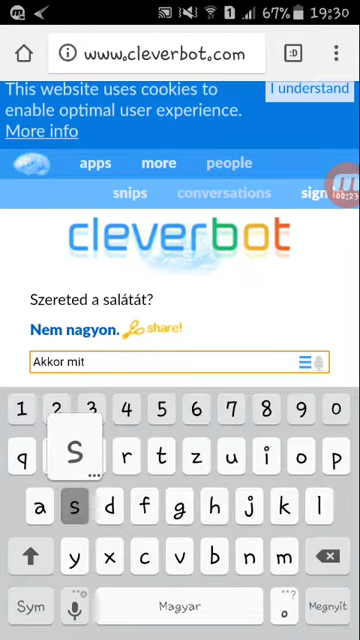 67% 19:30
www.cleverbot.com
:D
This website uses cookies to
enable optimal user experience.
More info
I understand
apps more people
snips conversations sign
02:23
cleverbot
Szereted a salátát?
Nem nagyon. share!
Akkor mit
1 2 3 4 5 6 7 8 9 0
s
q r t z u i o p
a s d f g h j k l
y x c v b n m
Sym Magyar Megnyit